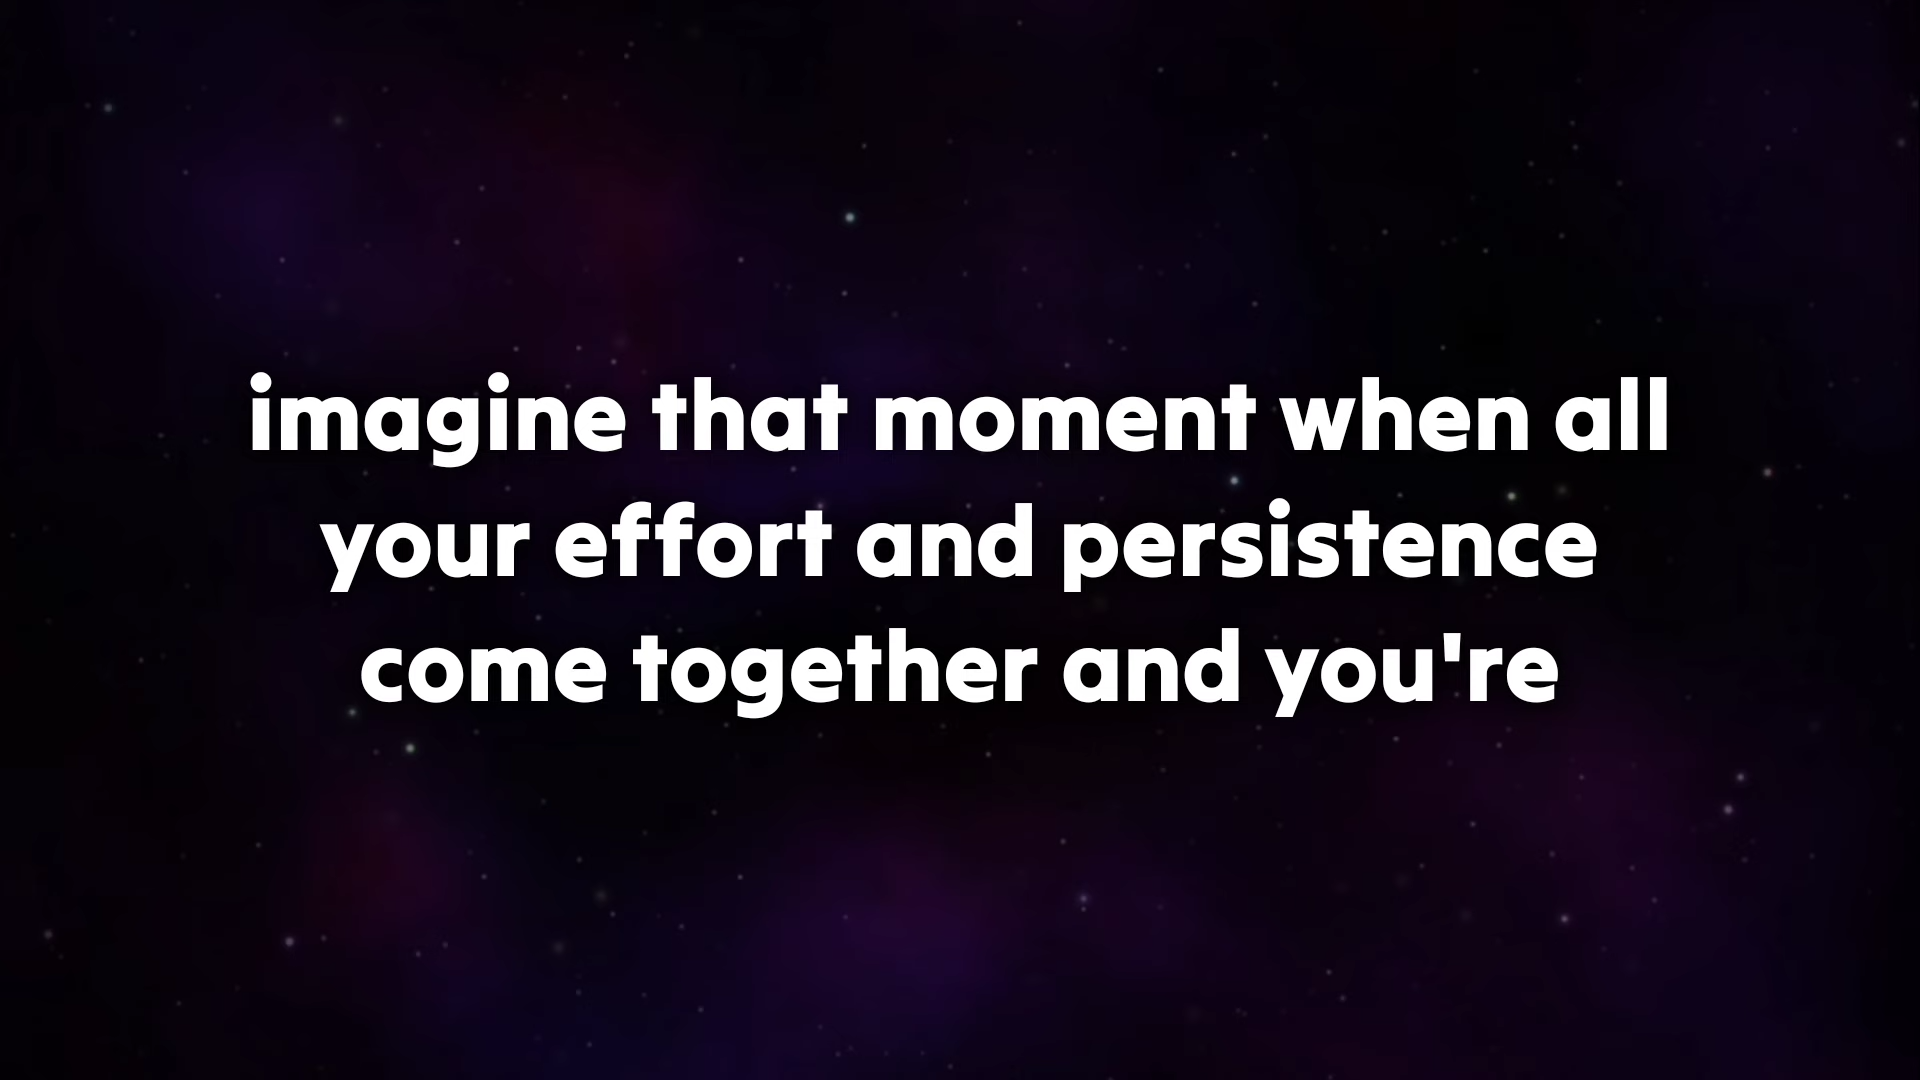 imagine that moment when all
your effort and persistence
come together and you're